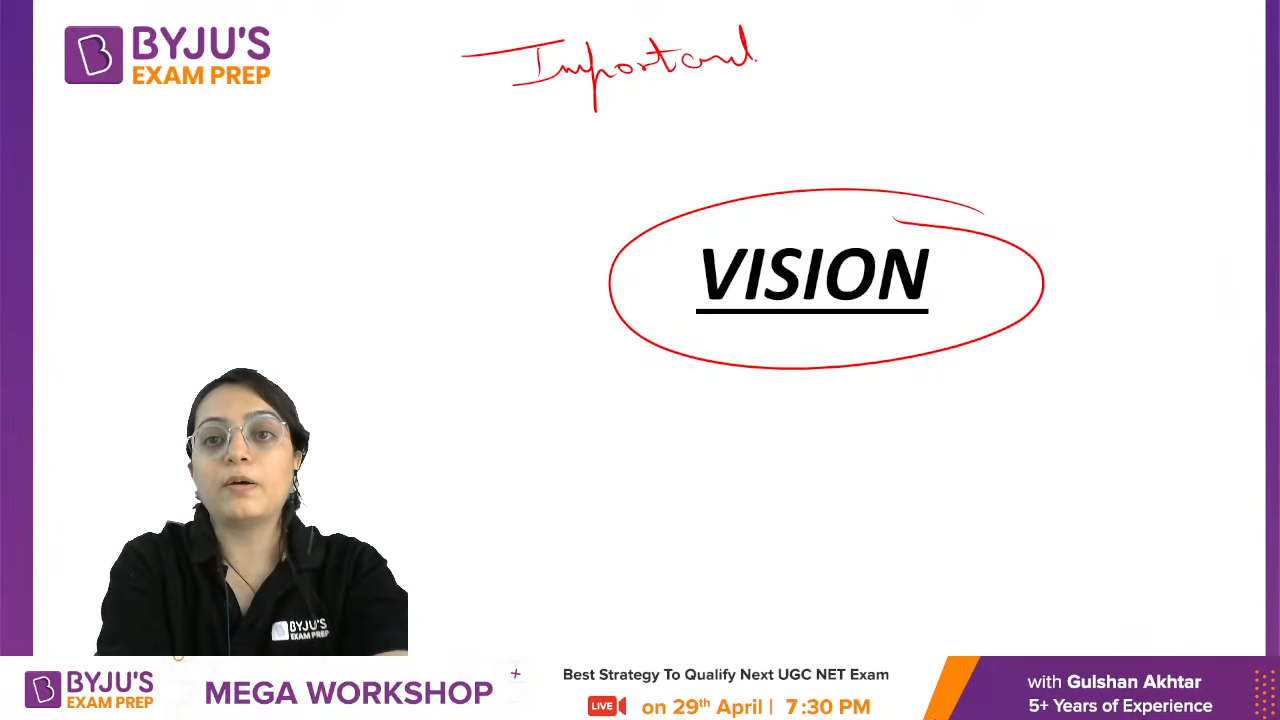 BYJU'S
EXAM PREP
Important
VISION
BYJU'S
EXAM PREP
BYJU'S
EXAM PREP
MEGA WORKSHOP
Best Strategy To Qualify Next UGC NET Exam
LIVE on 29th April | 7:30 PM
with Gulshan Akhtar
5+ Years of Experience